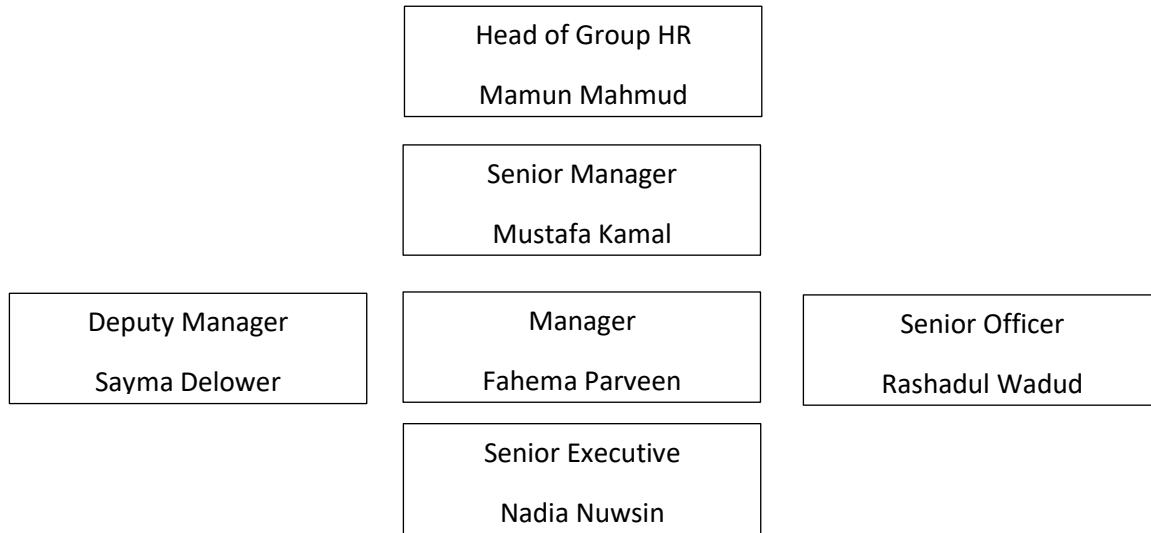 Head of Group HR
Mamun Mahmud
Senior Manager
Mustafa Kamal
Deputy Manager
Sayma Delower
Manager
Fahema Parveen
Senior Officer
Rashadul Wadud
Senior Executive
Nadia Nuwsin